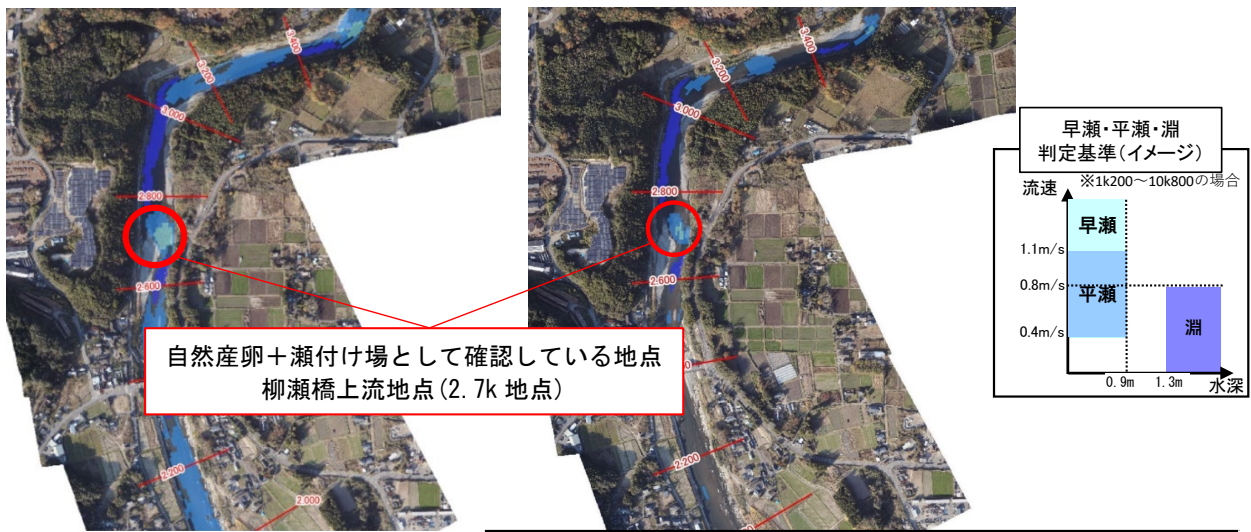 3.400
3.200
3.000
2.800
2.600
2.200
2.000
3.400
3.200
3.000
2.800
2.600
2.200
自然産卵+瀬付け場として確認している地点
柳瀬橋上流地点(2.7k 地点)
早瀬・平瀬・淵
判定基準(イメージ)
※1k200～10k800の場合
流速
早瀬
1.1m/s
0.8m/s
平瀬
淵
0.4m/s
0.9m
1.3m
水深